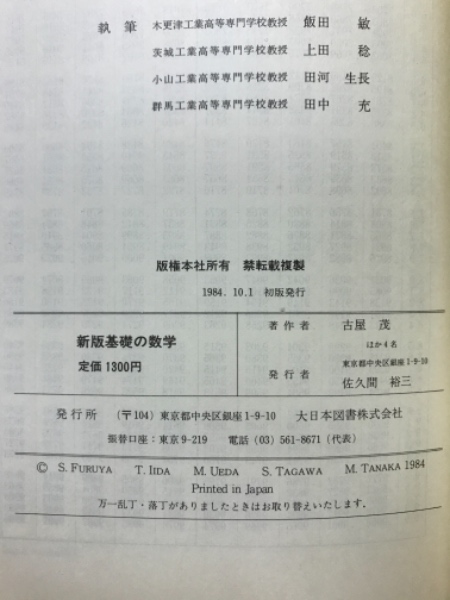 執筆 木更津工業高等専門学校教授 飯田 敏
茨城工業高等専門学校教授 上田 稔
小山工業高等専門学校教授 田河 生長
群馬工業高等専門学校教授 田中 充
版権本社所有 禁転載複製
1984. 10.1 初版発行
新版基礎の数学
定価 1300円
著作者 古屋 茂
ほか4名
東京都中央区銀座1-9-10
発行者 佐久間 裕三
発行所 (〒104) 東京都中央区銀座1-9-10 大日本図書株式会社
振替口座:東京9-219 電話 (03) 561-8671 (代表)
© S. FURUYA T. IIDA M. UEDA S. TAGAWA M. TANAKA 1984
Printed in Japan
万一乱丁・落丁がありましたときはお取り替えいたします。